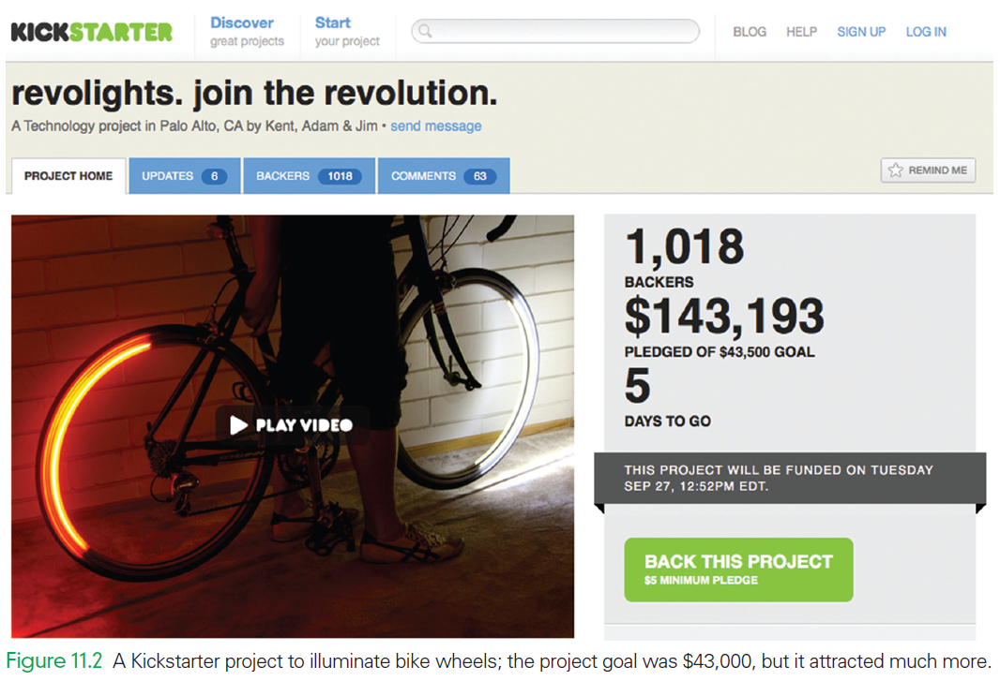 KICKSTARTER
Discover
great projects
Start
your project
BLOG HELP SIGN UP LOG IN
revolights. join the revolution.
A Technology project in Palo Alto, CA by Kent, Adam & Jim • send message
PROJECT HOME UPDATES 6 BACKERS 1018 COMMENTS 63 REMIND ME
PLAY VIDEO
1,018
BACKERS
$143,193
PLEDGED OF $43,500 GOAL
5
DAYS TO GO
THIS PROJECT WILL BE FUNDED ON TUESDAY
SEP 27, 12:52PM EDT.
BACK THIS PROJECT
$5 MINIMUM PLEDGE
Figure 11.2 A Kickstarter project to illuminate bike wheels; the project goal was $43,000, but it attracted much more.